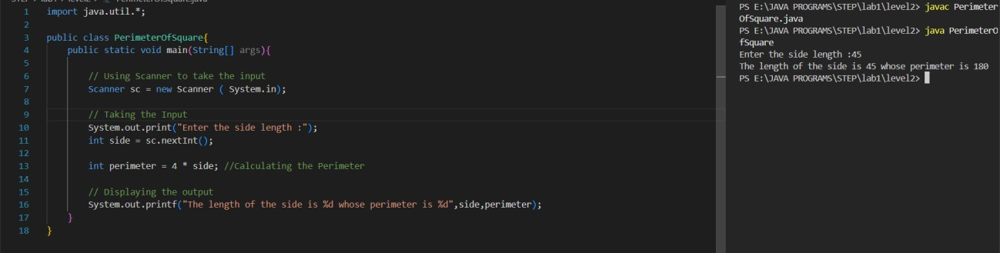 STEP > lab1 > level2 > PerimeterOfSquare.java
1 import java.util.*;
2
3 public class PerimeterOfSquare{
4 public static void main(String[] args){
5
6 // Using Scanner to take the input
7 Scanner sc = new Scanner ( System.in);
8
9 // Taking the Input
10 System.out.print("Enter the side length :");
11 int side = sc.nextInt();
12
13 int perimeter = 4 * side; //Calculating the Perimeter
14
15 // Displaying the output
16 System.out.printf("The length of the side is %d whose perimeter is %d",side,perimeter);
17 }
18 }
PS E:\JAVA PROGRAMS\STEP\lab1\level2> javac Perimeter
OfSquare.java
PS E:\JAVA PROGRAMS\STEP\lab1\level2> java PerimeterO
fSquare
Enter the side length :45
The length of the side is 45 whose perimeter is 180
PS E:\JAVA PROGRAMS\STEP\lab1\level2>